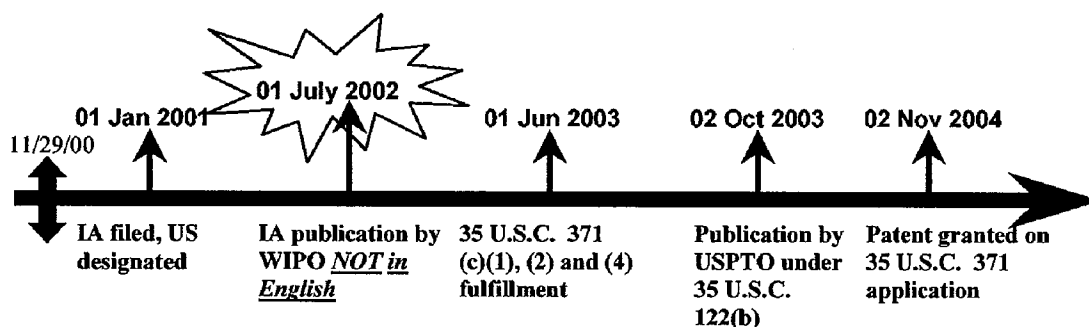 01 July 2002
01 Jan 2001
01 Jun 2003
02 Oct 2003
02 Nov 2004
11/29/00
IA filed, US
designated
IA publication by
WIPO NOT in
English
35 U.S.C. 371
(c)(1), (2) and (4)
fulfillment
Publication by
USPTO under
35 U.S.C.
122(b)
Patent granted on
35 U.S.C. 371
application